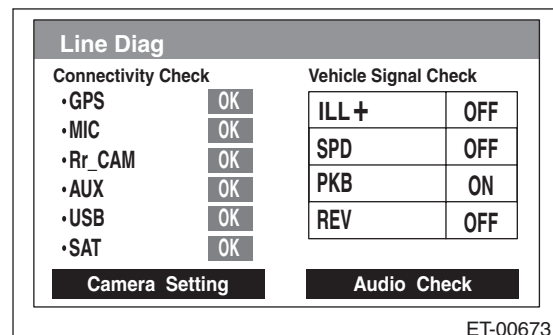 Line Diag
Connectivity Check
•GPS OK
•MIC OK
•Rr_CAM OK
•AUX OK
•USB OK
•SAT OK
Camera Setting
Vehicle Signal Check
ILL+ OFF
SPD OFF
PKB ON
REV OFF
Audio Check
ET-00673